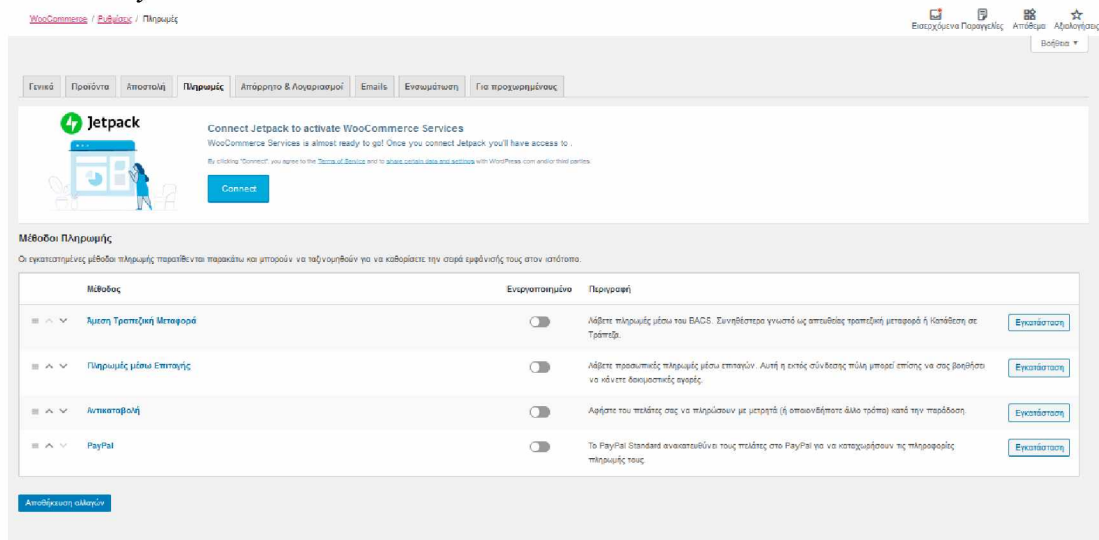 WooCommerce / Ρυθμίσεις / Πληρωμές
Εισερχόμενα Παραγγελίες Απόθεμα Αξιολογήσεις
Βοήθεια
Γενικά Προϊόντα Αποστολή Πληρωμές Απόρρητο & Λογαριασμοί Emails Ενσωμάτωση Για προχωρημένους
Jetpack
Connect Jetpack to activate WooCommerce Services
WooCommerce Services is almost ready to go! Once you connect Jetpack you'll have access to .
By clicking "Connect", you agree to the Terms of Service and to share certain data and settings with WordPress.com and/or third parties.
Connect
Μέθοδοι Πληρωμής
Οι εγκατεστημένες μέθοδοι πληρωμής παρατίθενται παρακάτω και μπορούν να ταξινομηθούν για να καθορίσετε την σειρά εμφάνισής τους στον ιστότοπο.
Μέθοδος Ενεργοποιημένο Περιγραφή
Άμεση Τραπεζική Μεταφορά
Λάβετε πληρωμές μέσω του BACS. Συνηθέστερα γνωστό ως απευθείας τραπεζική μεταφορά ή Κατάθεση σε
Τράπεζα.
Εγκατάσταση
Πληρωμές μέσω Επιταγής
Λάβετε προσωπικές πληρωμές μέσω επιταγών. Αυτή η εκτός σύνδεσης πύλη μπορεί επίσης να σας βοηθήσει
να κάνετε δοκιμαστικές αγορές.
Εγκατάσταση
Αντικαταβολή
Αφήστε του πελάτες σας να πληρώσουν με μετρητά (ή οποιονδήποτε άλλο τρόπο) κατά την παράδοση.
Εγκατάσταση
PayPal
Το PayPal Standard ανακατευθύνει τους πελάτες στο PayPal για να καταχωρήσουν τις πληροφορίες
πληρωμής τους.
Εγκατάσταση
Αποθήκευση αλλαγών